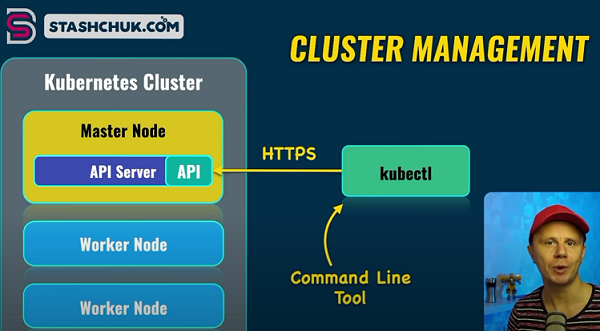 STASHCHUK.COM
CLUSTER MANAGEMENT
Kubernetes Cluster
Master Node
API Server
API
HTTPS
kubectl
Worker Node
Command Line
Tool
Worker Node